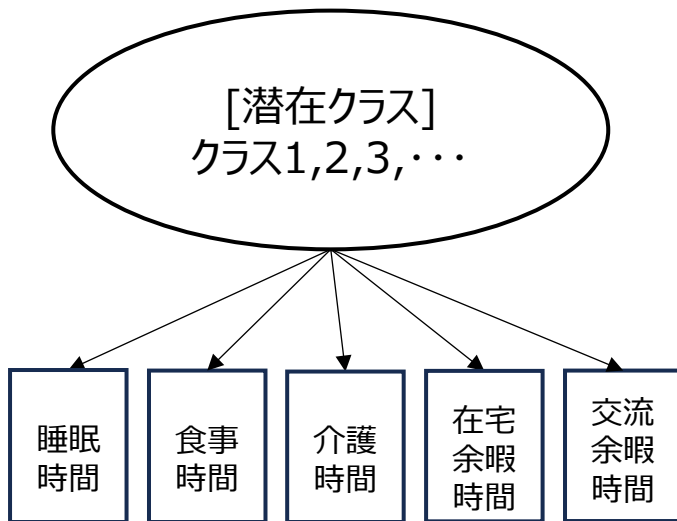 [潜在クラス]
クラス1,2,3,･･･
睡眠
時間
食事
時間
介護
時間
在宅
余暇
時間
交流
余暇
時間